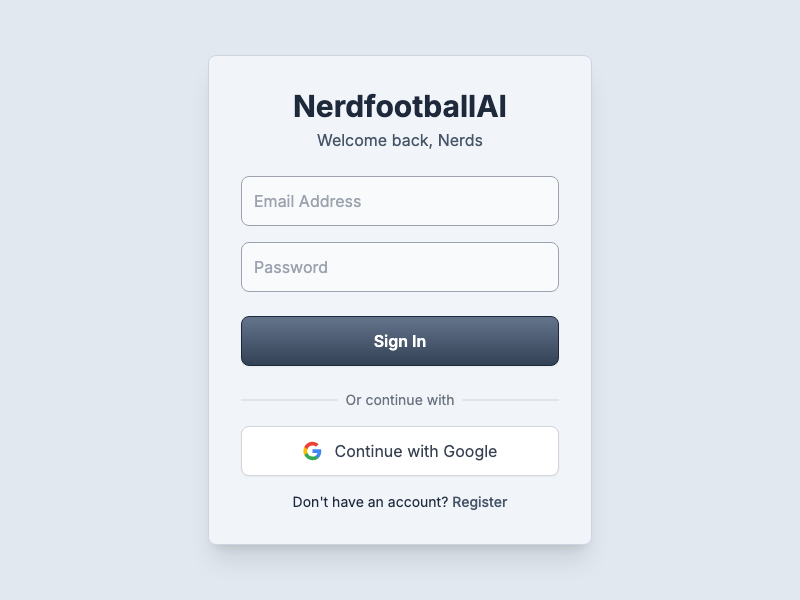 NerdfootballAI
Welcome back, Nerds
Email Address
Password
Sign In
Or continue with
Continue with Google
Don't have an account? Register